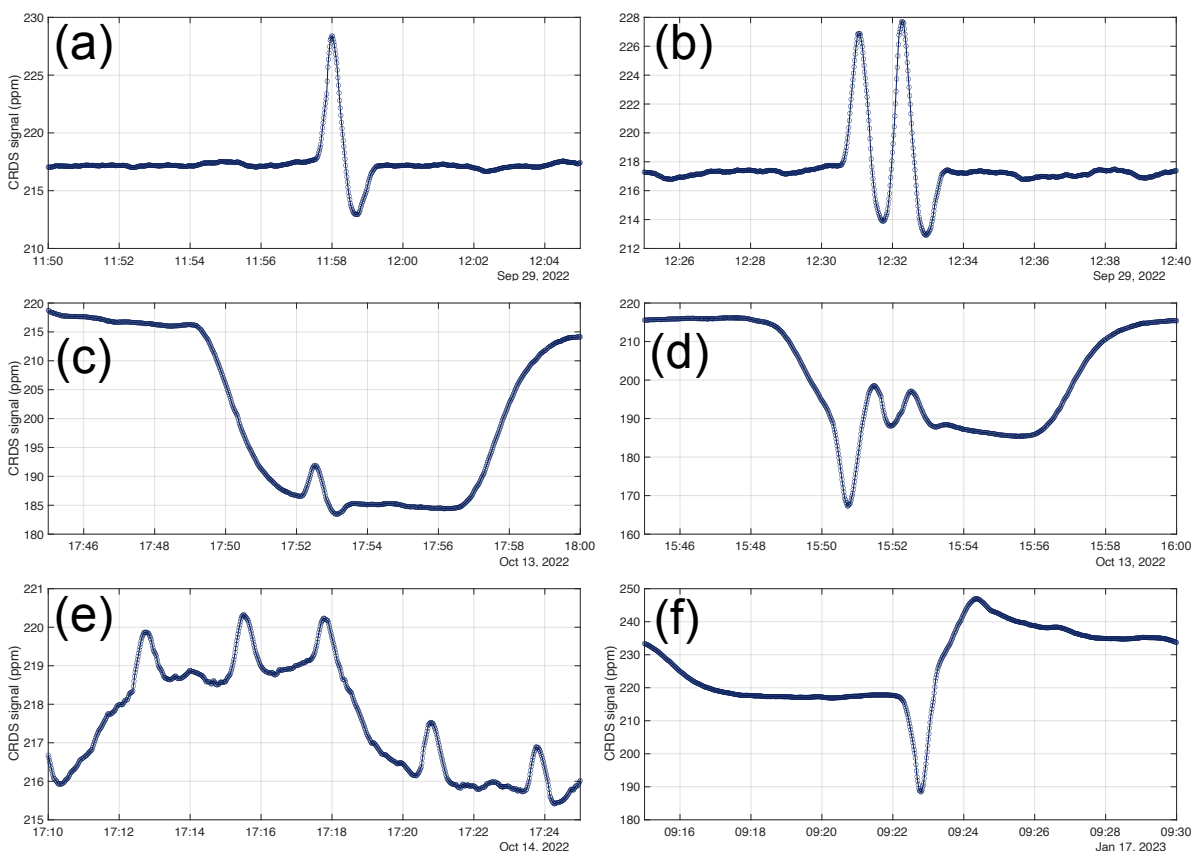 (a)
CRDS signal (ppm)
230
225
220
215
210
11:50 11:52 11:54 11:56 11:58 12:00 12:02 12:04
Sep 29, 2022
(b)
228
226
224
222
220
218
216
214
212
12:26 12:28 12:30 12:32 12:34 12:36 12:38 12:40
Sep 29, 2022
(c)
CRDS signal (ppm)
220
215
210
205
200
195
190
185
180
17:46 17:48 17:50 17:52 17:54 17:56 17:58 18:00
Oct 13, 2022
(d)
CRDS signal (ppm)
220
210
200
190
180
170
160
15:46 15:48 15:50 15:52 15:54 15:56 15:58 16:00
Oct 13, 2022
(e)
CRDS signal (ppm)
221
220
219
218
217
216
215
17:10 17:12 17:14 17:16 17:18 17:20 17:22 17:24
Oct 14, 2022
(f)
CRDS signal (ppm)
250
240
230
220
210
200
190
180
09:16 09:18 09:20 09:22 09:24 09:26 09:28 09:30
Jan 17, 2023